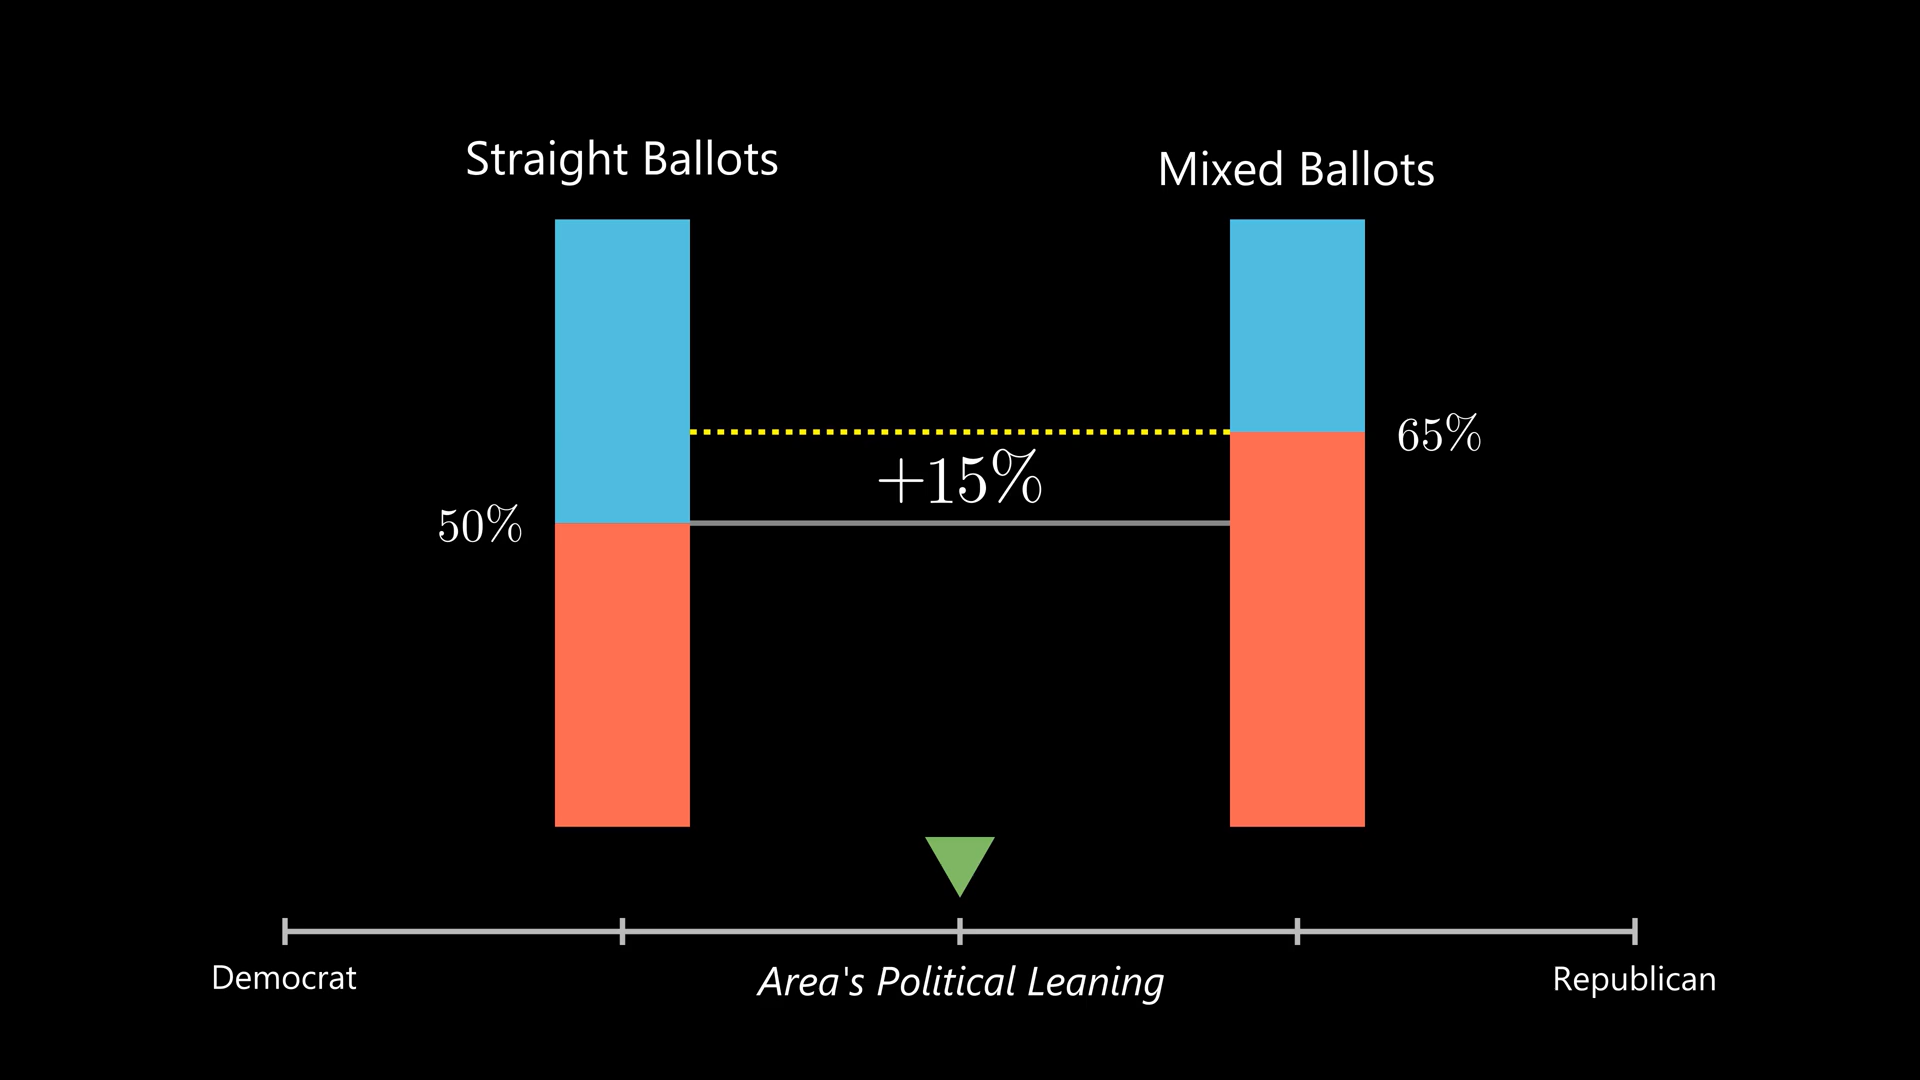 Straight Ballots
Mixed Ballots
65%
+15%
50%
Democrat
Area's Political Leaning
Republican